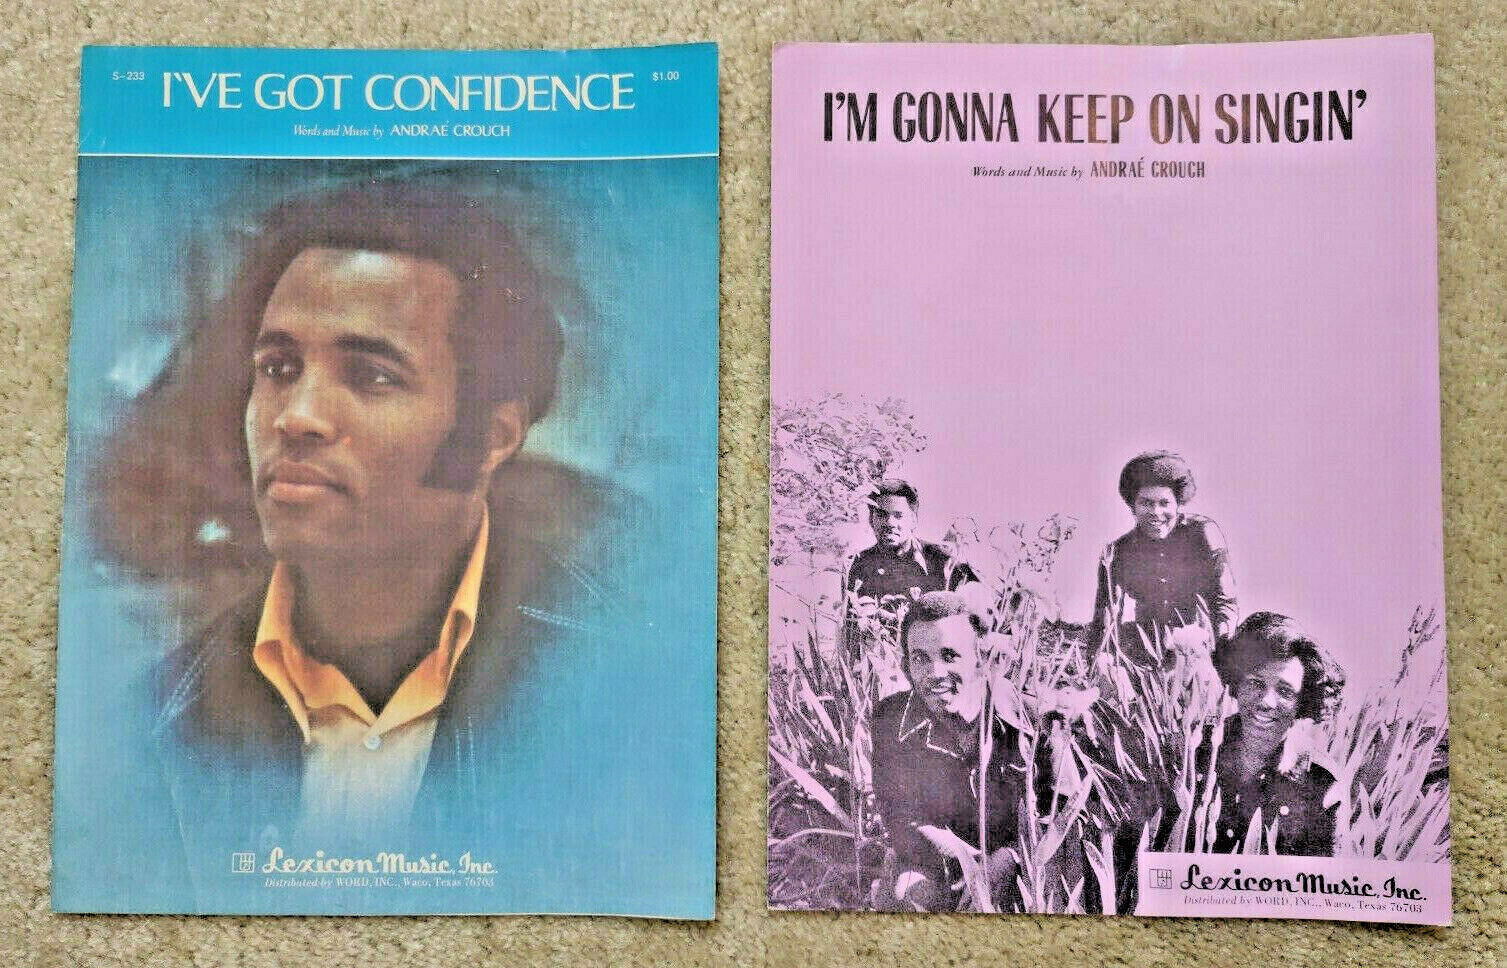 S-233 I'VE GOT CONFIDENCE $1.00
Words and Music by ANDRAÉ CROUCH
Lexicon Music, Inc.
Distributed by WORD, INC., Waco, Texas 76703
I'M GONNA KEEP ON SINGIN'
Words and Music by ANDRAÉ CROUCH
Lexicon Music, Inc.
Distributed by WORD, INC., Waco, Texas 76703